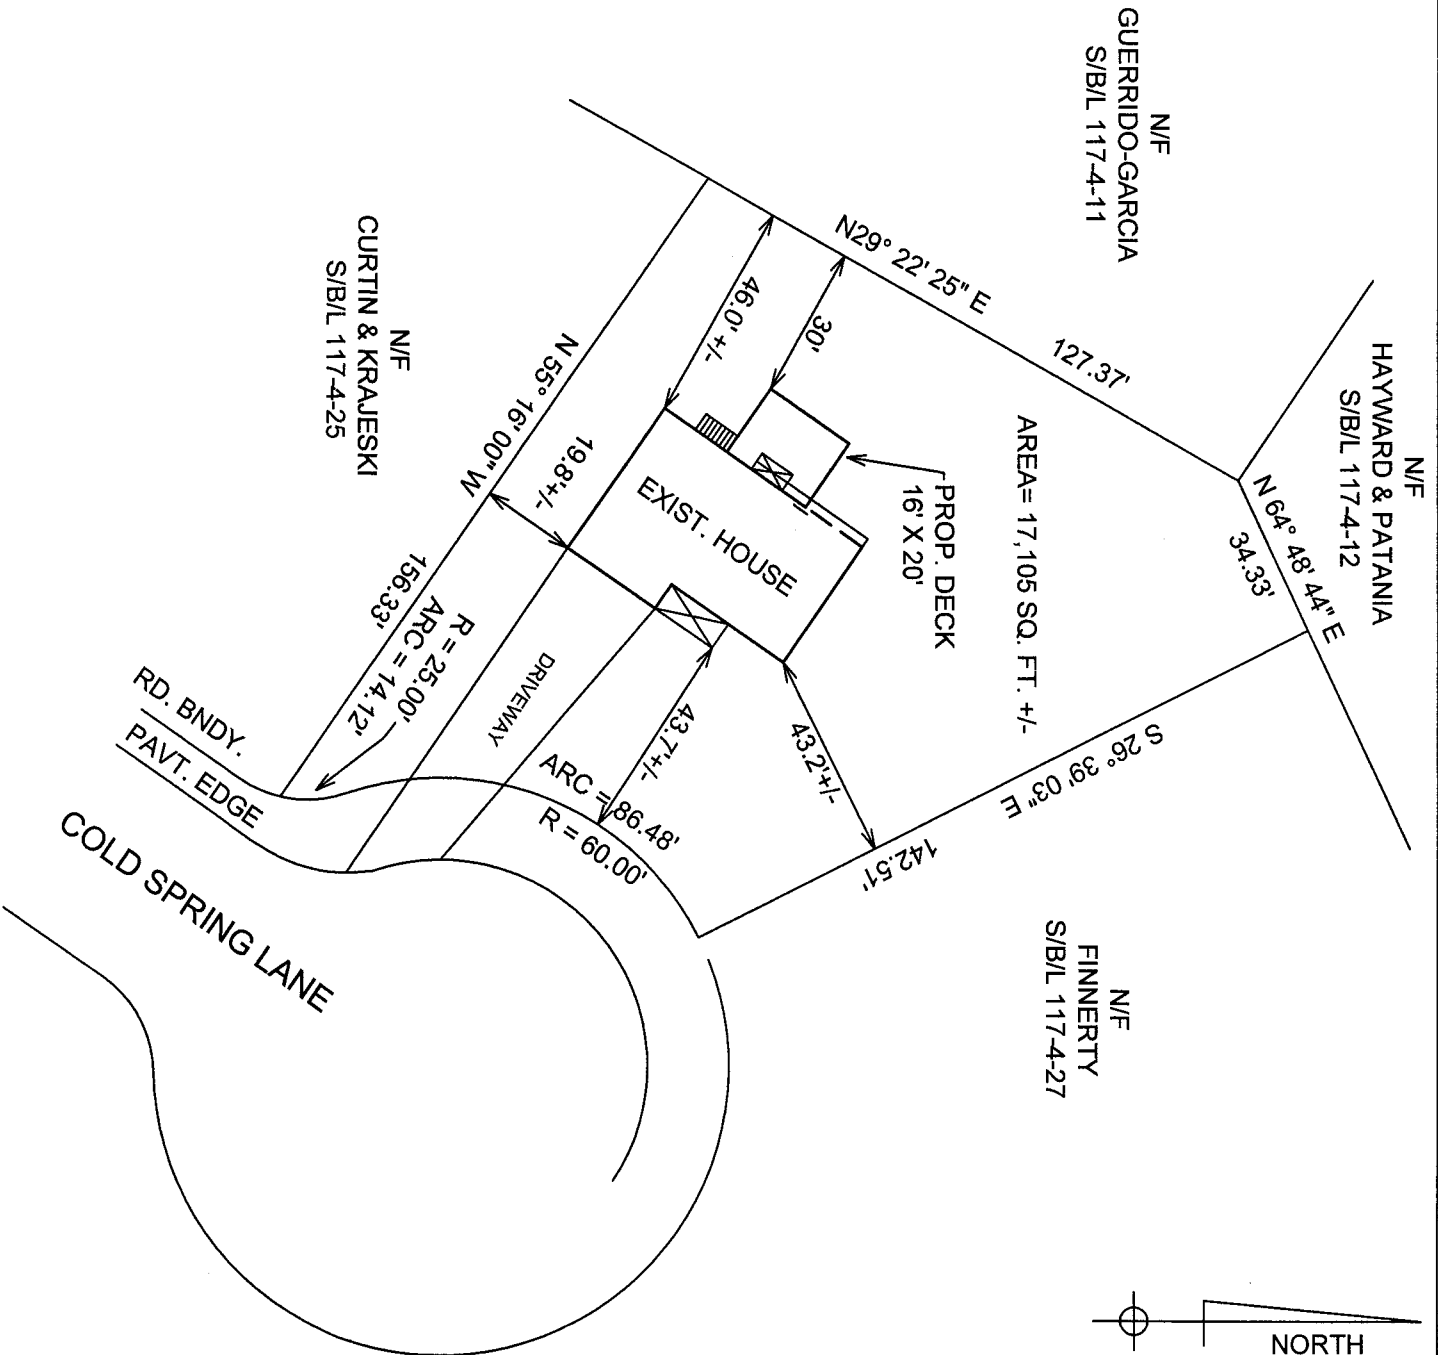 N/F
GUERRIDO-GARCIA
S/B/L 117-4-11
N/F
HAYWARD & PATANIA
S/B/L 117-4-12
N29° 22' 25" E
127.37'
N 64° 48' 44" E
34.33'
AREA= 17,105 SQ. FT. +/-
46.0' +/-
30'
PROP. DECK
16' X 20'
EXIST. HOUSE
N/F
CURTIN & KRAJESKI
S/B/L 117-4-25
N 55° 16' 00" W
156.33'
19.8'+/-
R = 25.00'
ARC = 14.12'
DRIVEWAY
43.7'+/-
43.2'+/-
ARC = 86.48'
R = 60.00'
S 26° 39' 03" E
142.51'
N/F
FINNERTY
S/B/L 117-4-27
RD. BNDY.
PAVT. EDGE
COLD SPRING LANE
NORTH